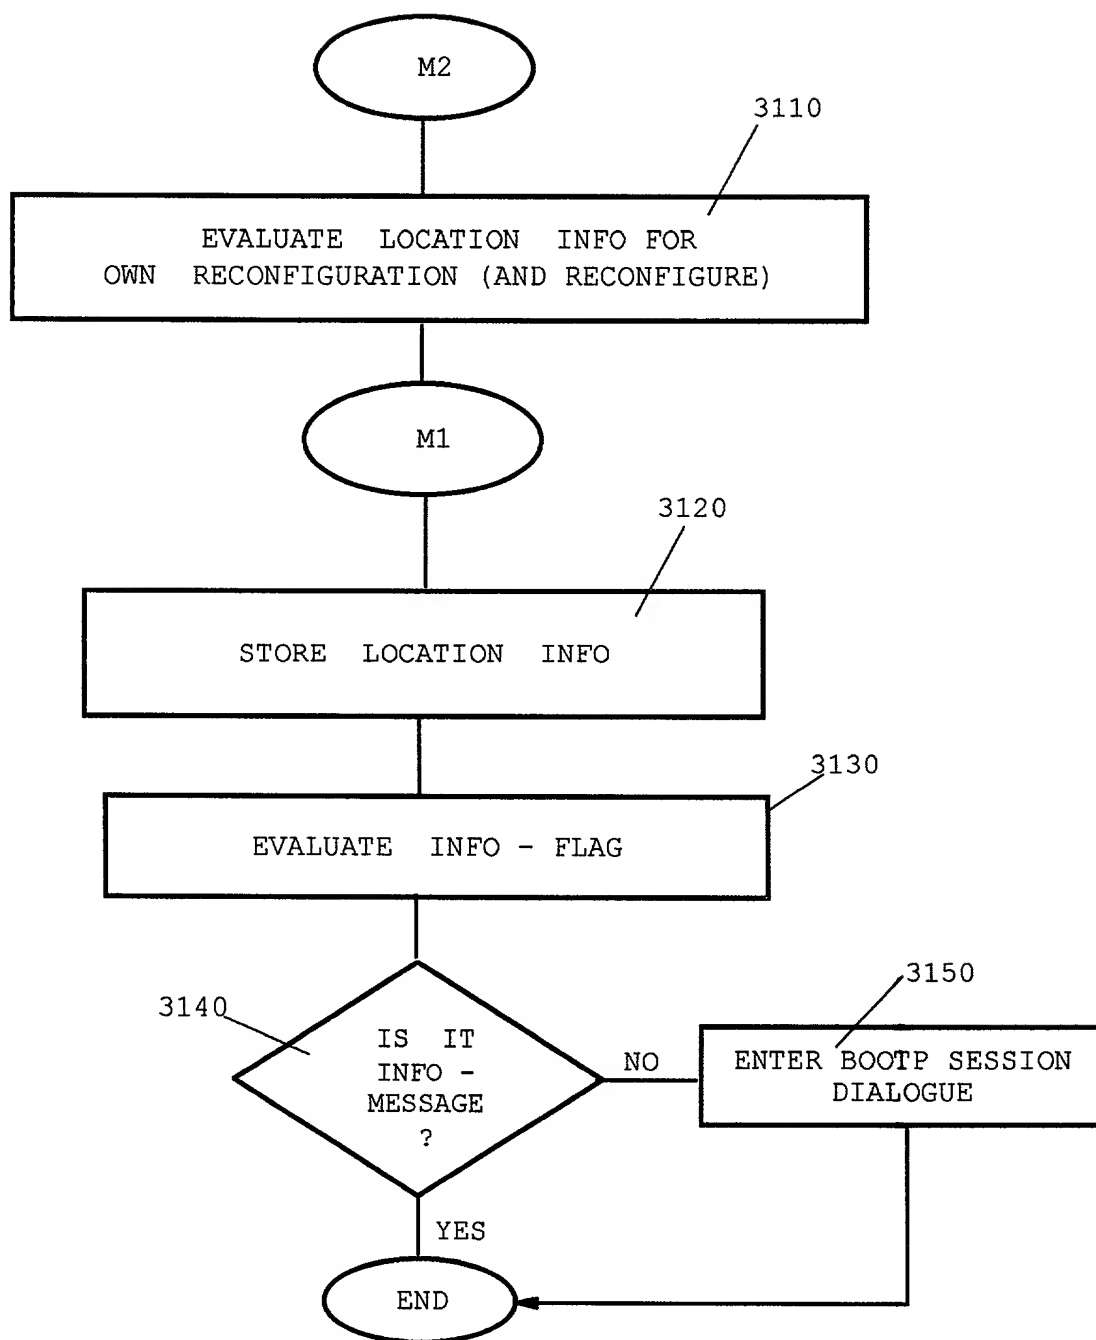 M2
3110
EVALUATE LOCATION INFO FOR
OWN RECONFIGURATION (AND RECONFIGURE)
M1
3120
STORE LOCATION INFO
3130
EVALUATE INFO - FLAG
3140
IS IT
INFO -
MESSAGE
?
NO
3150
ENTER BOOTP SESSION
DIALOGUE
YES
END